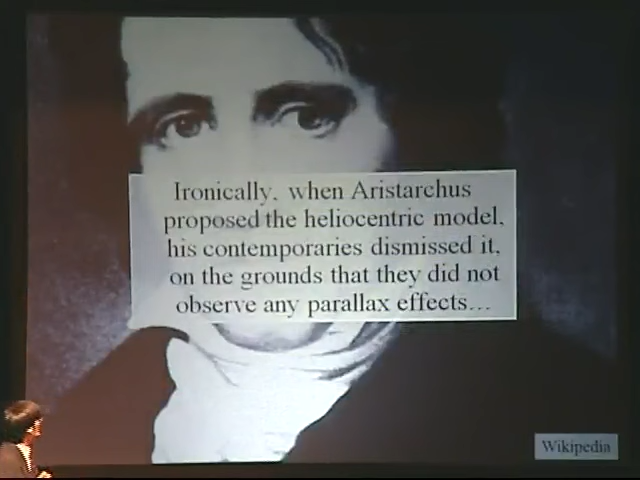 Ironically, when Aristarchus
proposed the heliocentric model,
his contemporaries dismissed it,
on the grounds that they did not
observe any parallax effects...
Wikipedia